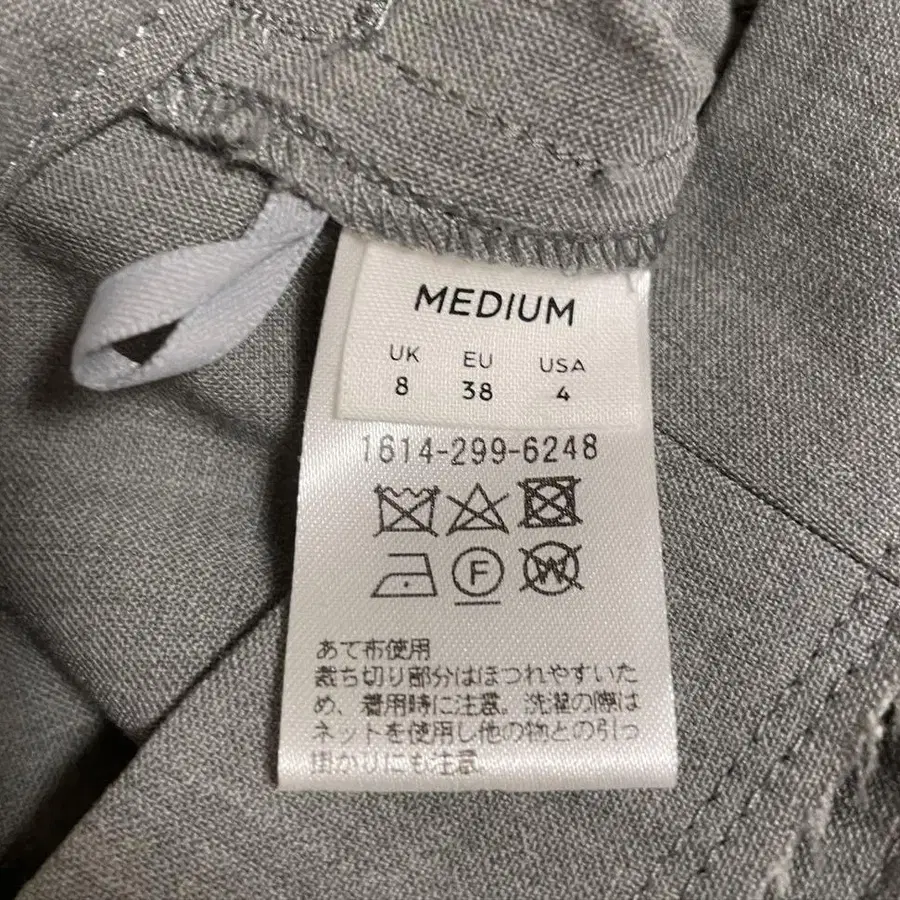 MEDIUM
UK EU USA
8 38 4
1614-299-6248
F W
あて布使用
裁ち切り部分はほつれやすいた
め、着用時に注意。洗濯の際は
ネットを使用し他の物との引っ
掛かりにも注意。